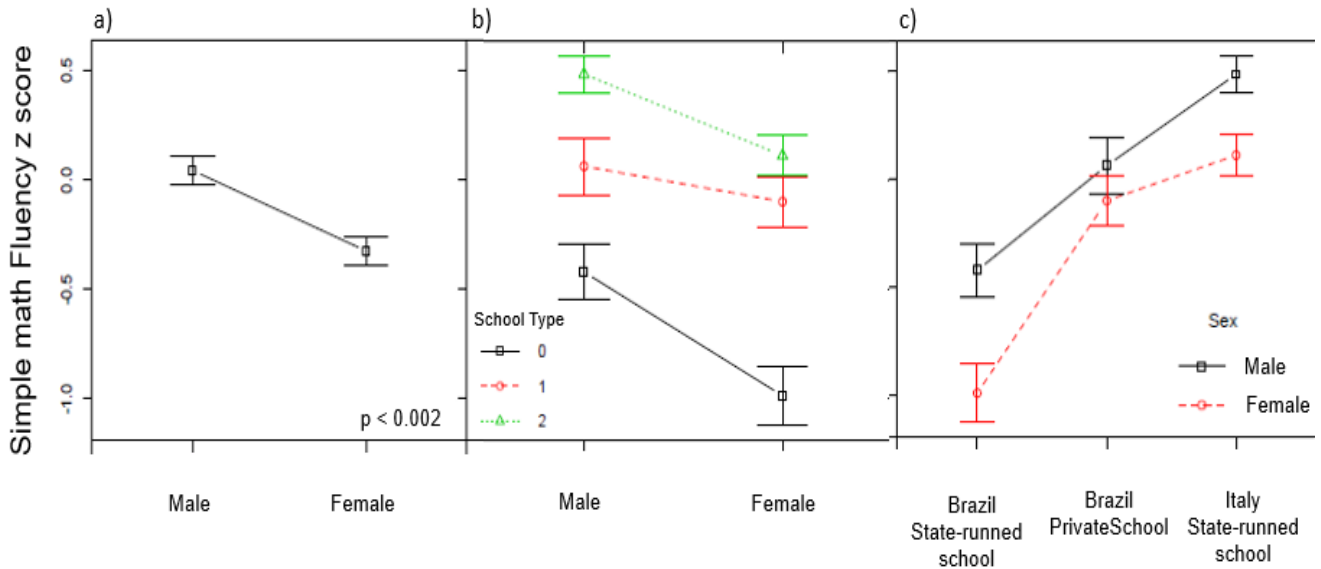 a)
b)
c)
Simple math Fluency z score
0.5
0.0
-0.5
-1.0
p < 0.002
Male
Female
School Type
0
1
2
Male
Female
Sex
Male
Female
Brazil
State-runned
school
Brazil
PrivateSchool
Italy
State-runned
school